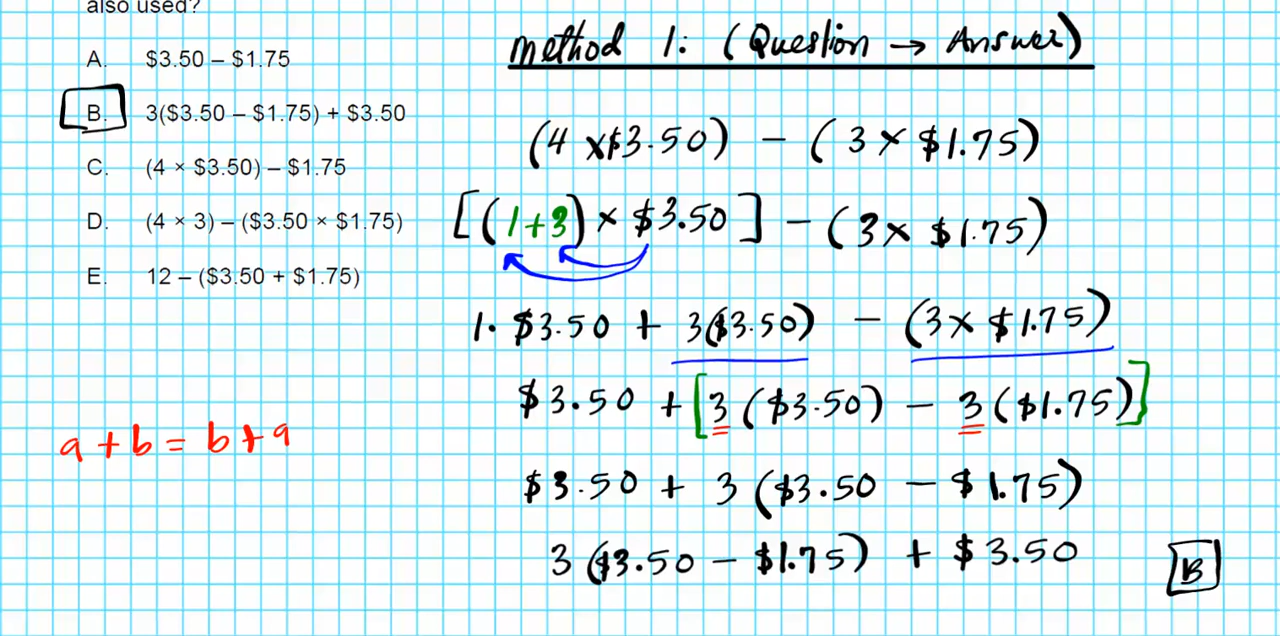 also used?
A. $3.50 – $1.75
B. 3($3.50 – $1.75) + $3.50
C. (4 × $3.50) – $1.75
D. (4 × 3) – ($3.50 × $1.75)
E. 12 – ($3.50 + $1.75)
a + b = b + a
Method 1: (Question → Answer)
(4 x $3.50) – (3 x $1.75)
[(1+3) x $3.50] – (3 x $1.75)
1. $3.50 + 3($3.50) – (3 x $1.75)
$3.50 + [3 ($3.50) – 3 ($1.75)]
$3.50 + 3 ($3.50 – $1.75)
3 ($3.50 – $1.75) + $3.50
B